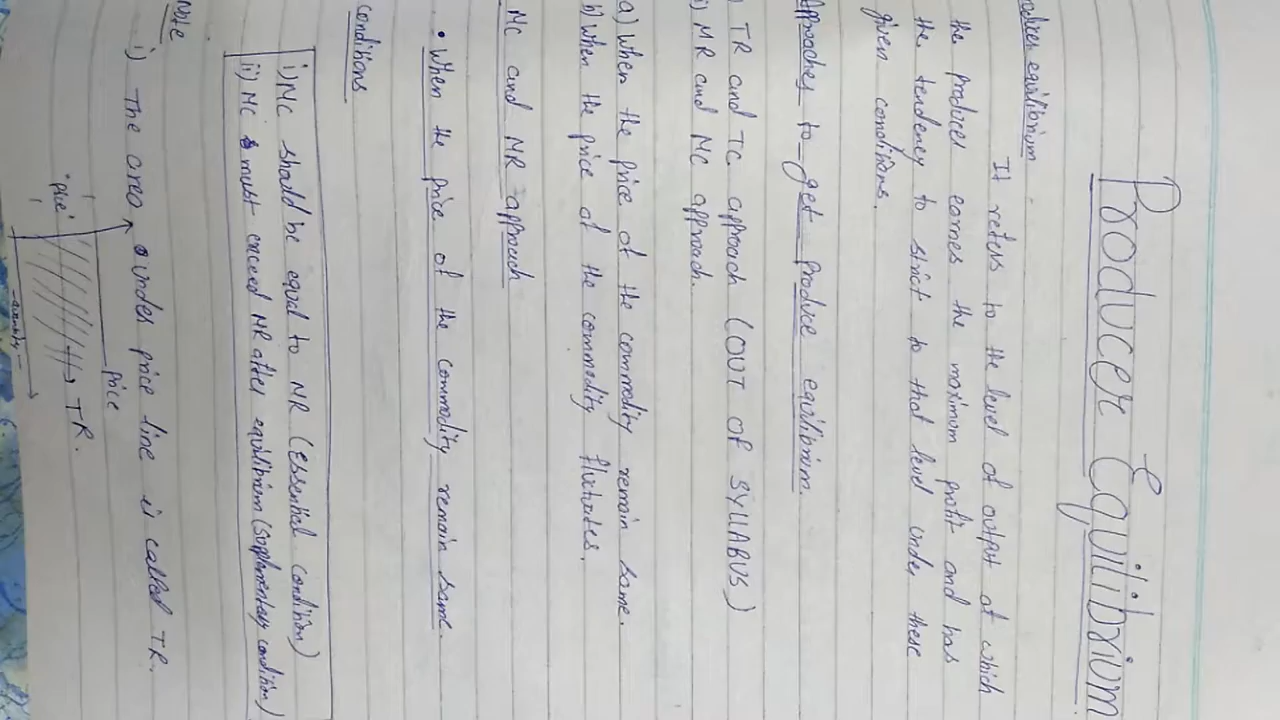 Producer Equilibrium
oducer equilibrium
It refers to the level of output at which
the producer earnes the maximum profit and has
the tendency to strict to that level under these
given conditions.
Approaches to get produce equilibrium.
) TR and TC approach (OUT OF SYLLABUS)
i) MR and MC approach.
a) when the price of the commodity remain same.
b) when the price of the commodity fluctuates.
MC and MR approach
• When the price of the commodity remain same.
conditions
i) MC should be equal to MR (Essential condition)
ii) MC must exceed MR after equilibrium (supplementary condition)
Note
i) The area under price line is called TR.
price
"price"
TR.